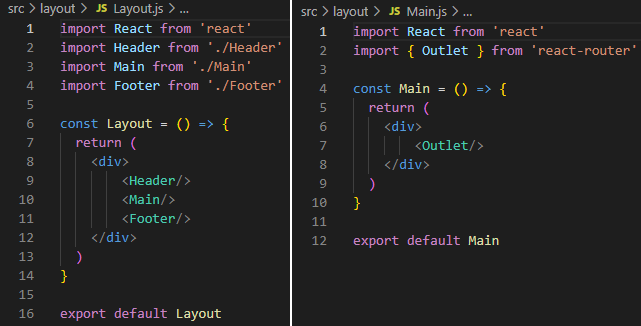 src > layout > JS Layout.js > ...
1 import React from 'react'
2 import Header from './Header'
3 import Main from './Main'
4 import Footer from './Footer'
5
6 const Layout = () => {
7 return (
8 <div>
9 <Header/>
10 <Main/>
11 <Footer/>
12 </div>
13 )
14 }
15
16 export default Layout
src > layout > JS Main.js > ...
1 import React from 'react'
2 import { Outlet } from 'react-router'
3
4 const Main = () => {
5 return (
6 <div>
7 <Outlet/>
8 </div>
9 )
10 }
11
12 export default Main